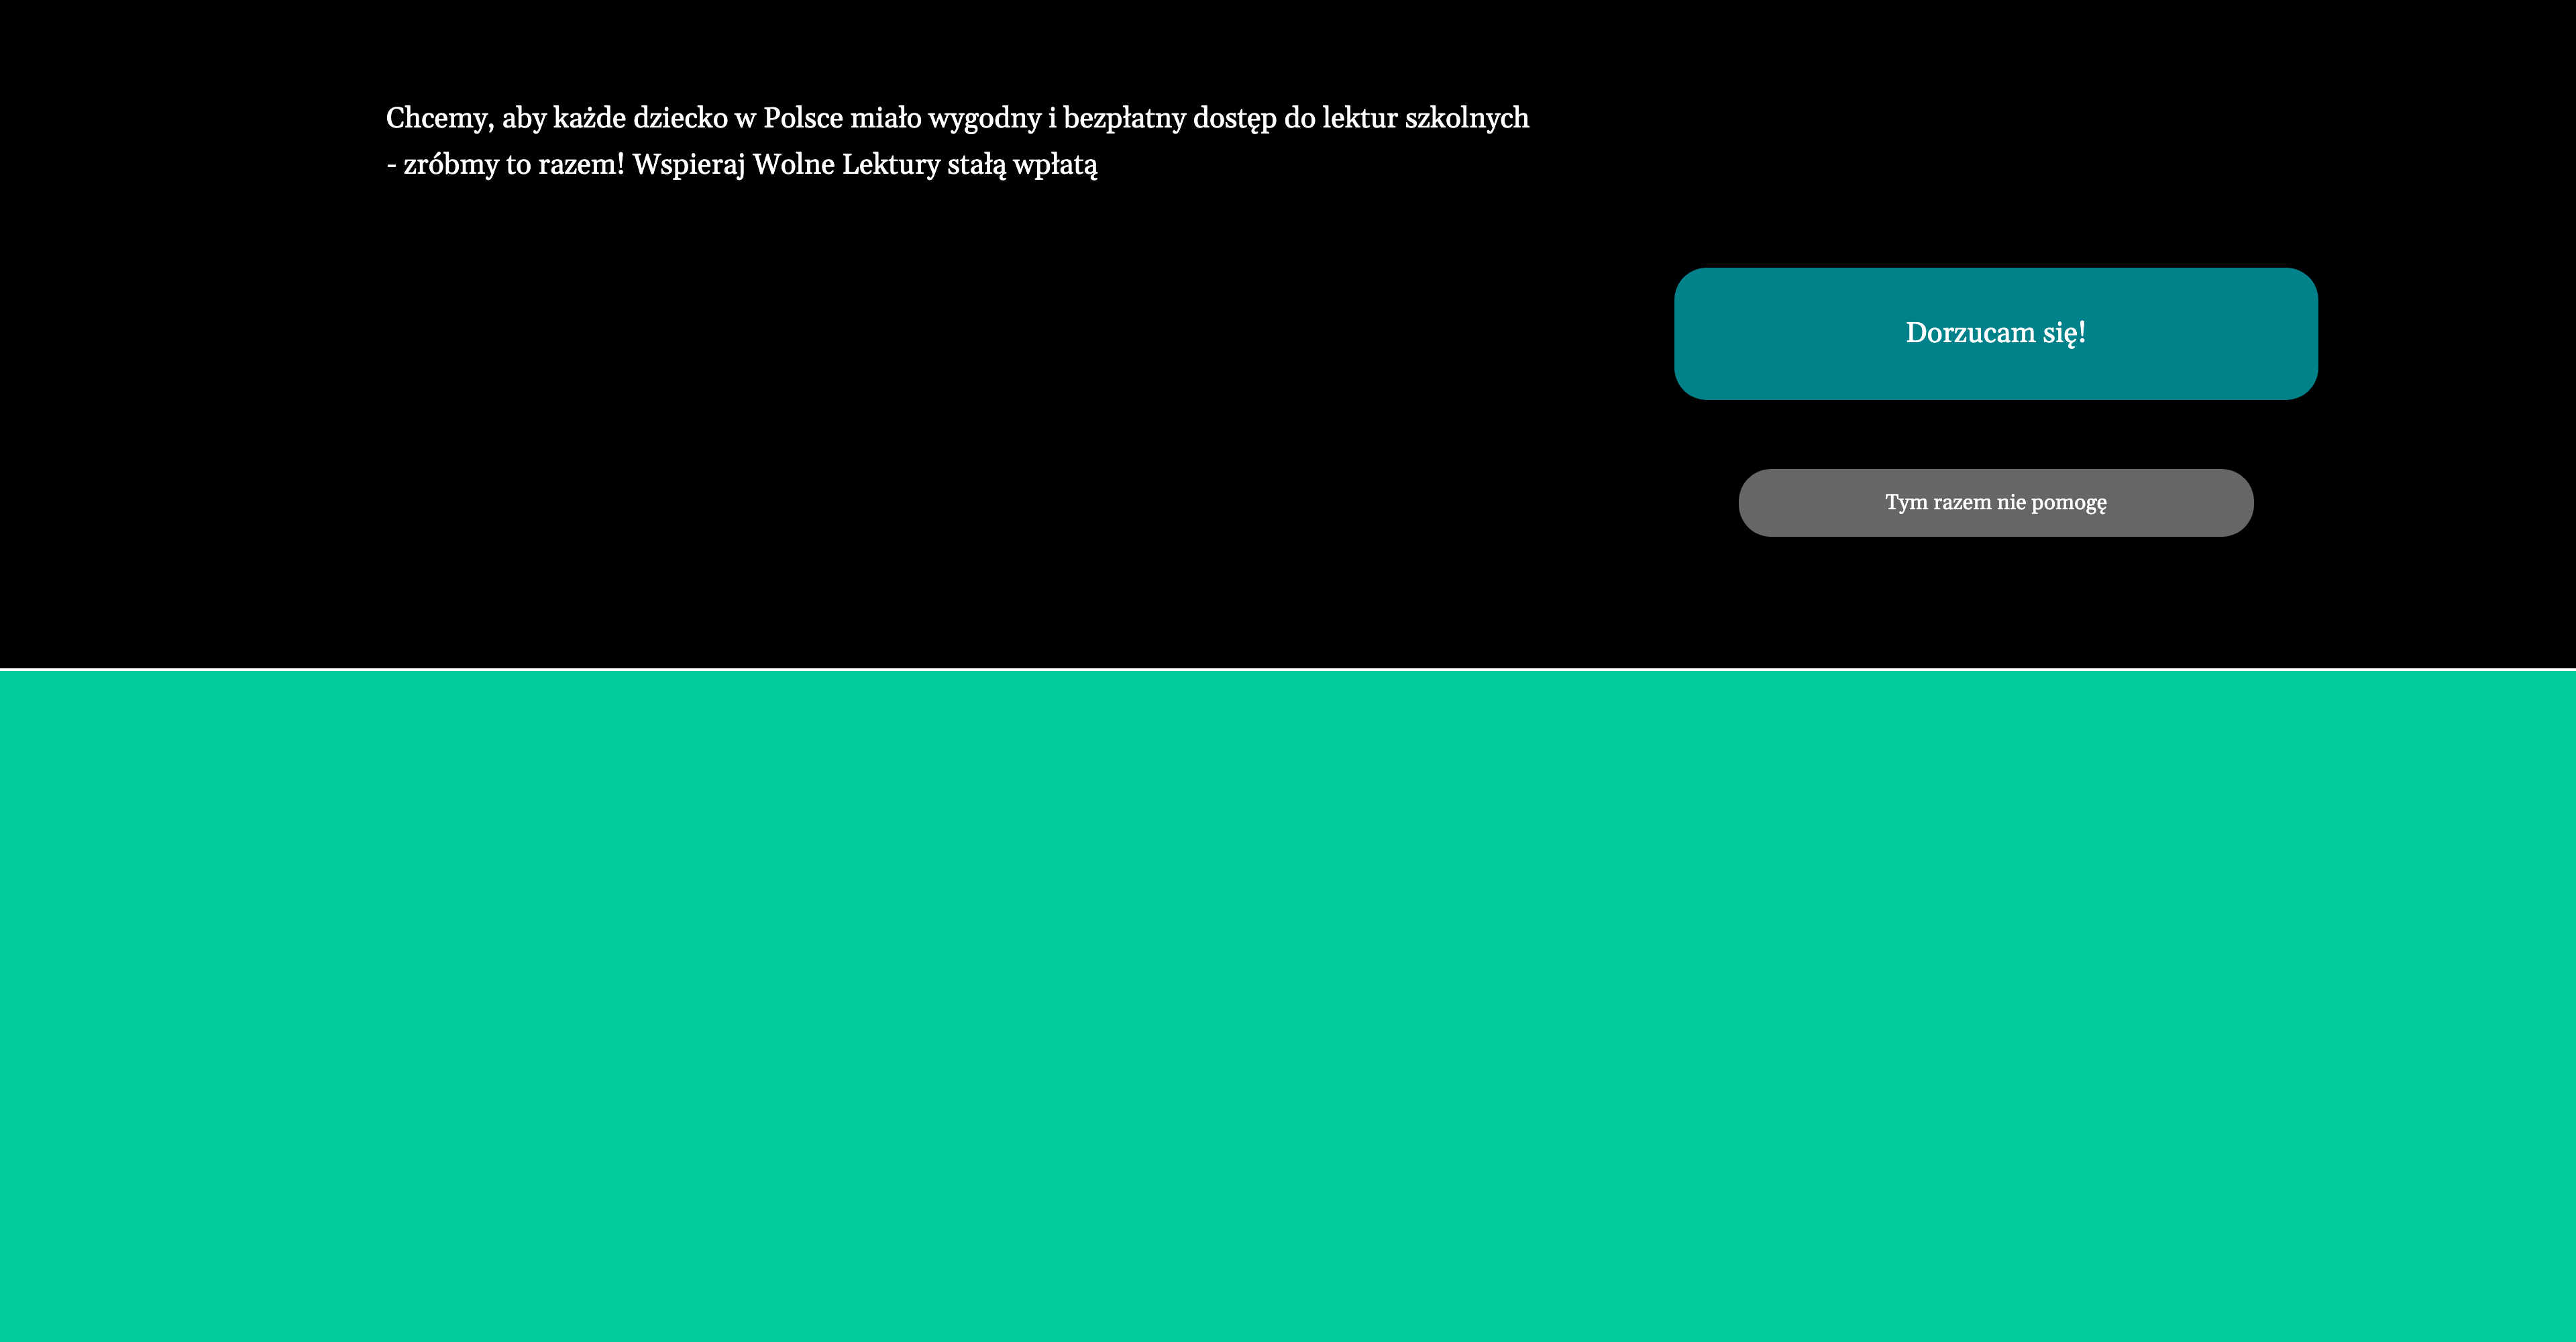 Chcemy, aby każde dziecko w Polsce miało wygodny i bezpłatny dostęp do lektur szkolnych
- zróbmy to razem! Wspieraj Wolne Lektury stałą wpłatą
Dorzucam się!
Tym razem nie pomogę